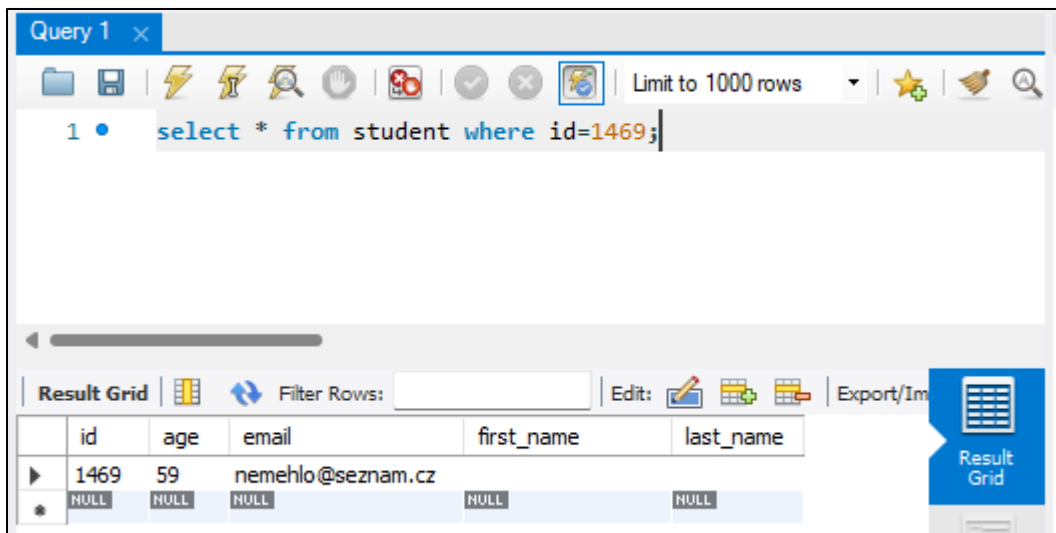 Query 1
Limit to 1000 rows
1 select * from student where id=1469;
Result Grid Filter Rows: Edit: Export/Im
id age email first_name last_name
1469 59 nemehlo@seznam.cz
NULL NULL NULL NULL NULL
Result
Grid